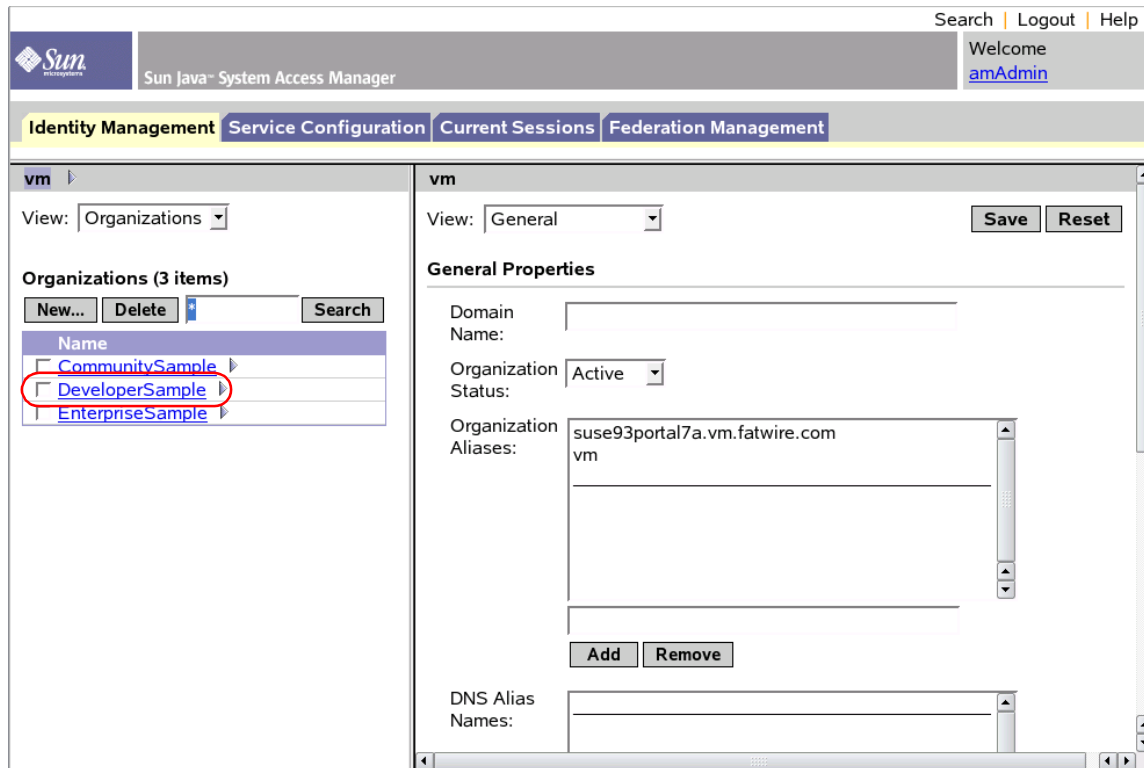 Search | Logout | Help
Sun
microsystems
Sun Java™ System Access Manager
Welcome
amAdmin
Identity Management
Service Configuration
Current Sessions
Federation Management
vm
View: Organizations
Organizations (3 items)
New... Delete * Search
Name
CommunitySample
DeveloperSample
EnterpriseSample
vm
View: General
Save Reset
General Properties
Domain
Name:
Organization
Status:
Active
Organization
Aliases:
suse93portal7a.vm.fatwire.com
vm
Add Remove
DNS Alias
Names: